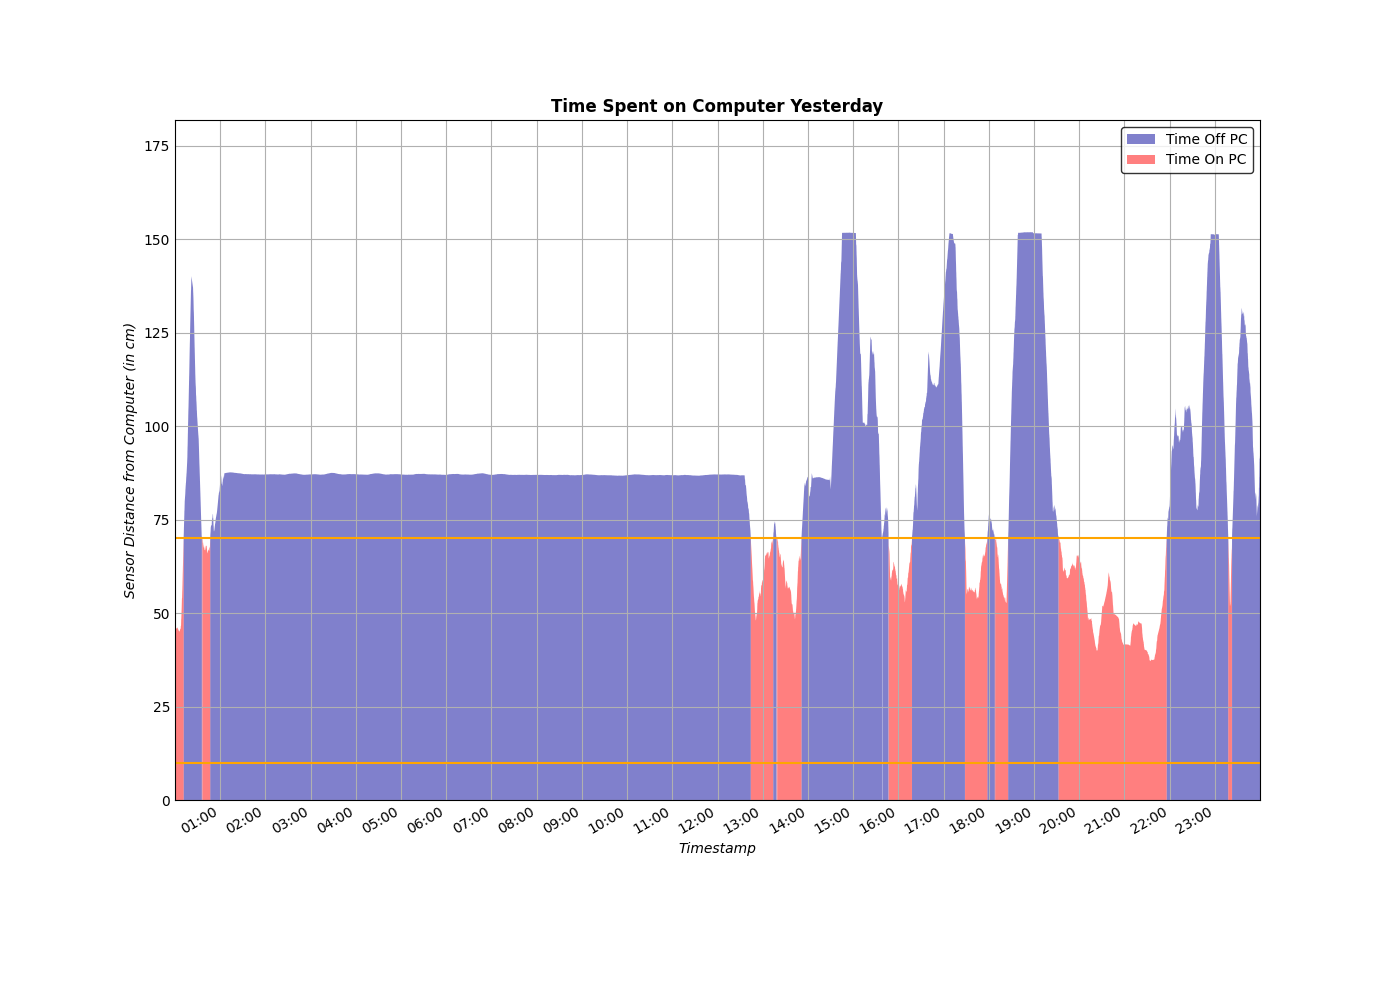 Time Spent on Computer Yesterday
Time Off PC
Time On PC
175
150
125
100
75
50
25
0
Sensor Distance from Computer (in cm)
01:00 02:00 03:00 04:00 05:00 06:00 07:00 08:00 09:00 10:00 11:00 12:00 13:00 14:00 15:00 16:00 17:00 18:00 19:00 20:00 21:00 22:00 23:00
Timestamp